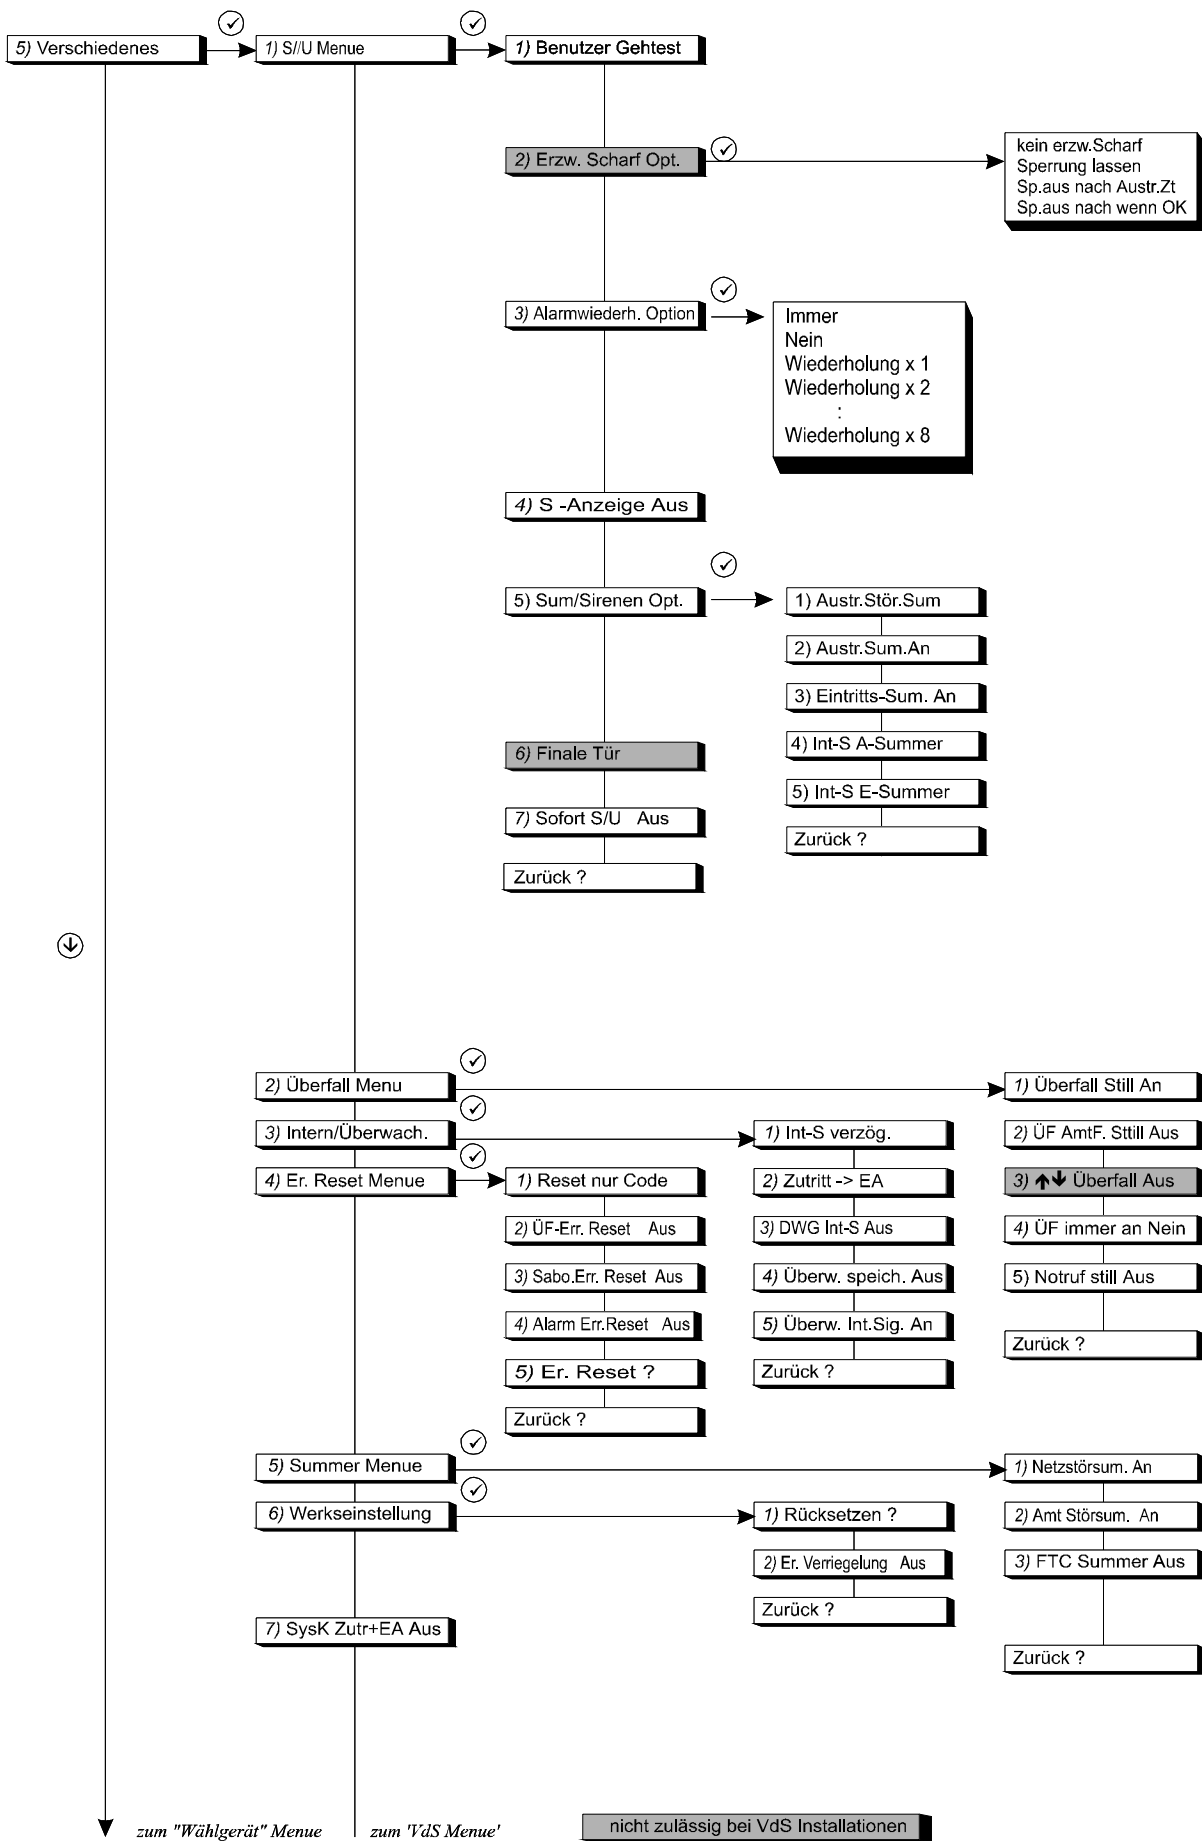 5) Verschiedenes
1) S//U Menue
1) Benutzer Gehtest
2) Erzw. Scharf Opt.
kein erzw.Scharf
Sperrung lassen
Sp.aus nach Austr.Zt
Sp.aus nach wenn OK
3) Alarmwiederh. Option
Immer
Nein
Wiederholung x 1
Wiederholung x 2
:
Wiederholung x 8
4) S -Anzeige Aus
5) Sum/Sirenen Opt.
1) Austr.Stör.Sum
2) Austr.Sum.An
3) Eintritts-Sum. An
4) Int-S A-Summer
5) Int-S E-Summer
Zurück ?
6) Finale Tür
7) Sofort S/U Aus
Zurück ?
2) Überfall Menu
1) Überfall Still An
2) ÜF AmtF. Sttill Aus
3) ↑↓ Überfall Aus
4) ÜF immer an Nein
5) Notruf still Aus
Zurück ?
3) Intern/Überwach.
1) Int-S verzög.
2) Zutritt -> EA
3) DWG Int-S Aus
4) Überw. speich. Aus
5) Überw. Int.Sig. An
Zurück ?
4) Er. Reset Menue
1) Reset nur Code
2) ÜF-Err. Reset Aus
3) Sabo.Err. Reset Aus
4) Alarm Err.Reset Aus
5) Er. Reset ?
Zurück ?
5) Summer Menue
1) Netzstörsum. An
2) Amt Störsum. An
3) FTC Summer Aus
Zurück ?
6) Werkseinstellung
1) Rücksetzen ?
2) Er. Verriegelung Aus
Zurück ?
7) SysK Zutr+EA Aus
zum "Wählgerät" Menue
zum 'VdS Menue'
nicht zulässig bei VdS Installationen